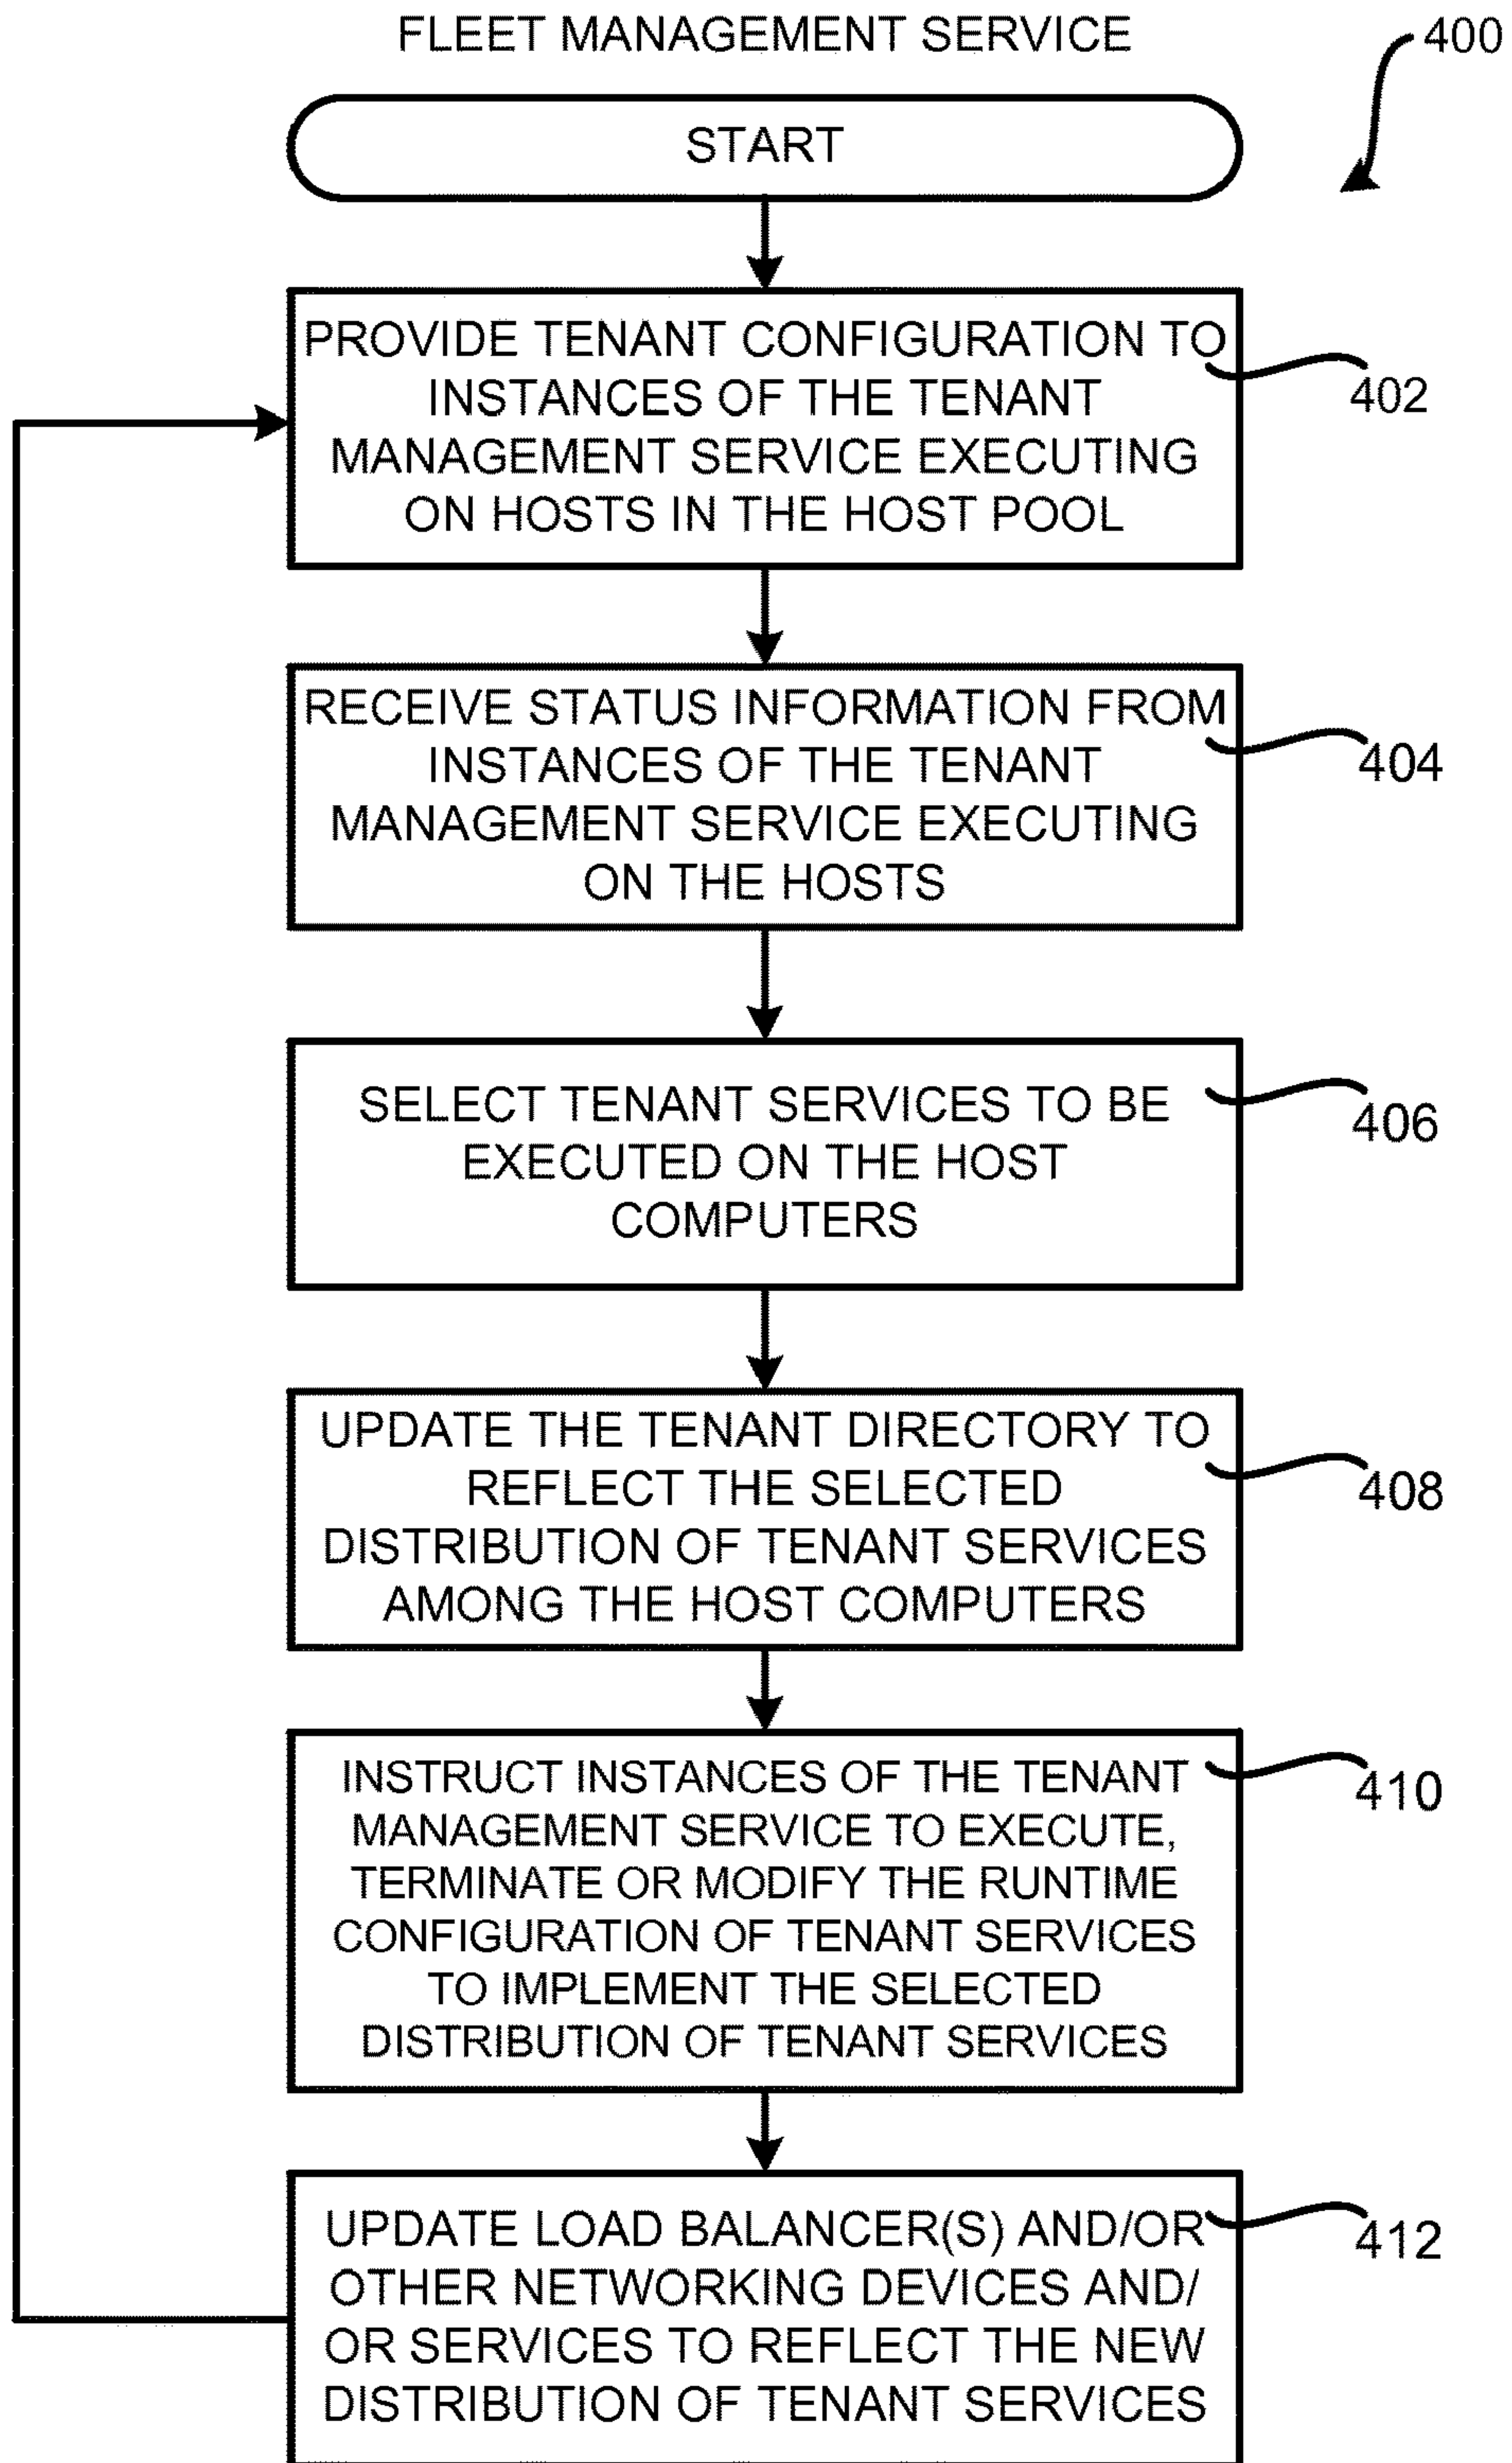 FLEET MANAGEMENT SERVICE
400
START
PROVIDE TENANT CONFIGURATION TO
INSTANCES OF THE TENANT
MANAGEMENT SERVICE EXECUTING
ON HOSTS IN THE HOST POOL
402
RECEIVE STATUS INFORMATION FROM
INSTANCES OF THE TENANT
MANAGEMENT SERVICE EXECUTING
ON THE HOSTS
404
SELECT TENANT SERVICES TO BE
EXECUTED ON THE HOST
COMPUTERS
406
UPDATE THE TENANT DIRECTORY TO
REFLECT THE SELECTED
DISTRIBUTION OF TENANT SERVICES
AMONG THE HOST COMPUTERS
408
INSTRUCT INSTANCES OF THE TENANT
MANAGEMENT SERVICE TO EXECUTE,
TERMINATE OR MODIFY THE RUNTIME
CONFIGURATION OF TENANT SERVICES
TO IMPLEMENT THE SELECTED
DISTRIBUTION OF TENANT SERVICES
410
UPDATE LOAD BALANCER(S) AND/OR
OTHER NETWORKING DEVICES AND/
OR SERVICES TO REFLECT THE NEW
DISTRIBUTION OF TENANT SERVICES
412